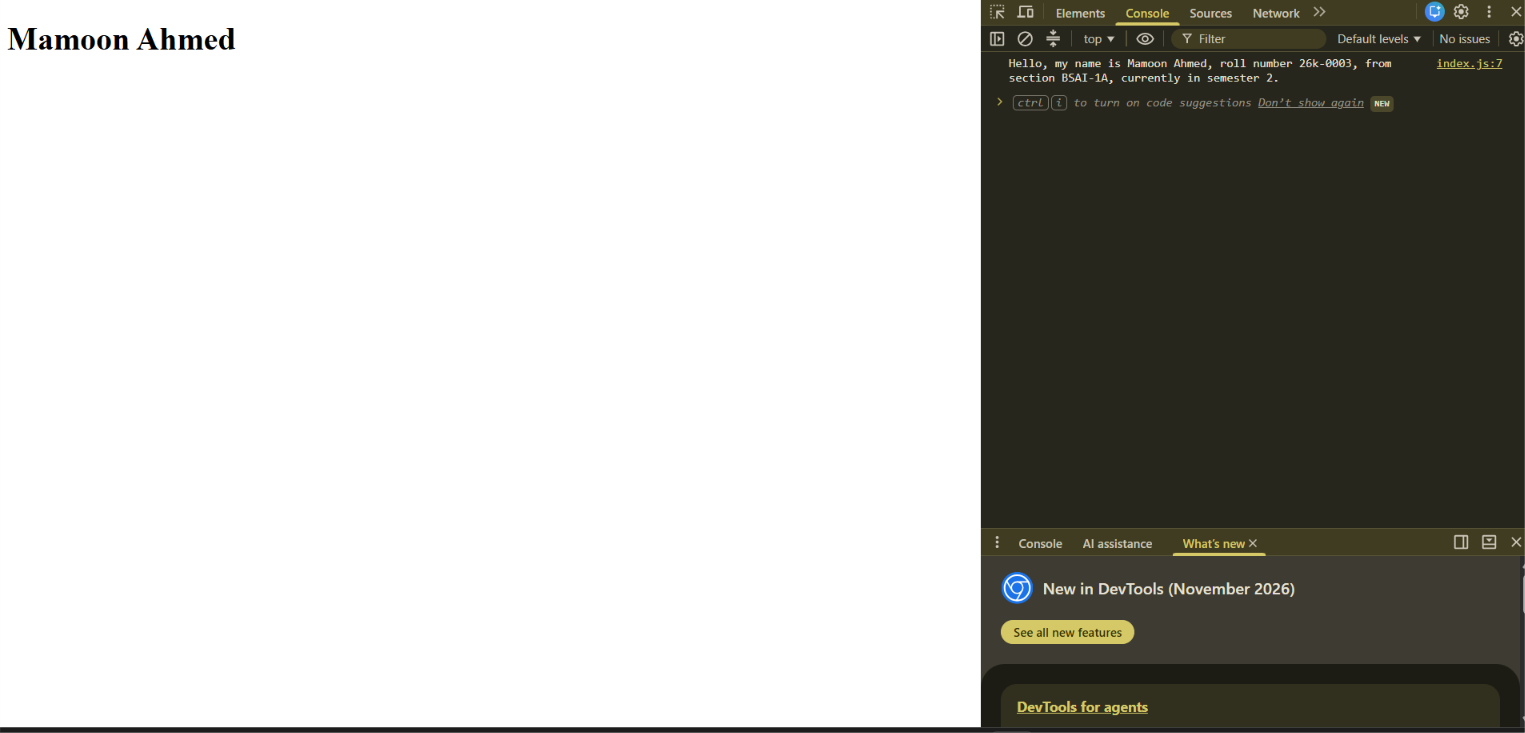 Mamoon Ahmed
Elements Console Sources Network
top Filter Default levels No issues
Hello, my name is Mamoon Ahmed, roll number 26k-0003, from index.js:7
section BSAI-1A, currently in semester 2.
ctrl i to turn on code suggestions Don't show again NEW
Console AI assistance What's new
New in DevTools (November 2026)
See all new features
DevTools for agents